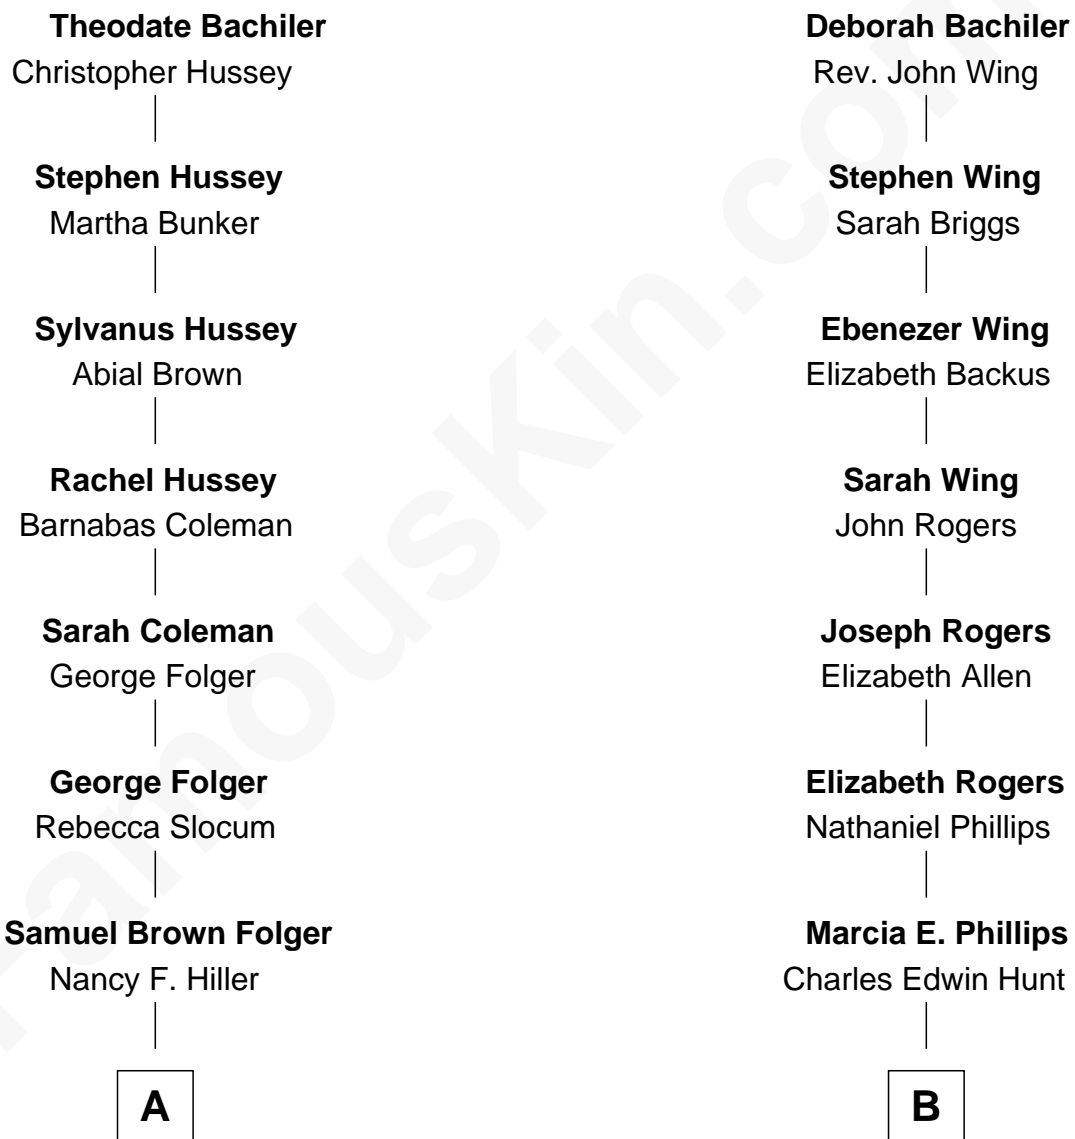 Theodate Bachiler
Christopher Hussey
Stephen Hussey
Martha Bunker
Sylvanus Hussey
Abial Brown
Rachel Hussey
Barnabas Coleman
Sarah Coleman
George Folger
George Folger
Rebecca Slocum
Samuel Brown Folger
Nancy F. Hiller
A
Deborah Bachiler
Rev. John Wing
Stephen Wing
Sarah Briggs
Ebenezer Wing
Elizabeth Backus
Sarah Wing
John Rogers
Joseph Rogers
Elizabeth Allen
Elizabeth Rogers
Nathaniel Phillips
Marcia E. Phillips
Charles Edwin Hunt
B
FamousKin.com